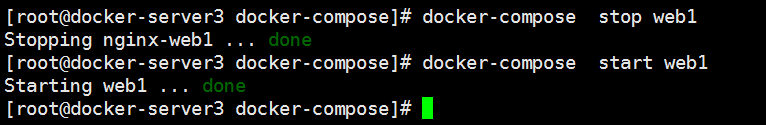 [root@docker-server3 docker-compose]# docker-compose  stop web1
Stopping nginx-web1 ... done
[root@docker-server3 docker-compose]# docker-compose  start web1
Starting web1 ... done
[root@docker-server3 docker-compose]#